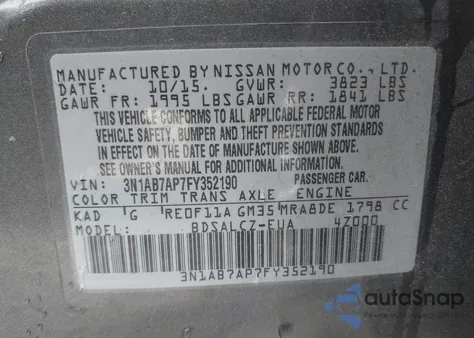 MANUFACTURED BY NISSAN MOTOR CO., LTD.
DATE: 10/15. GVWR: 3823 LBS
GAWR FR: 1995 LBS GAWR RR: 1841 LBS
THIS VEHICLE CONFORMS TO ALL APPLICABLE FEDERAL MOTOR
VEHICLE SAFETY, BUMPER AND THEFT PREVENTION STANDARDS
IN EFFECT ON THE DATE OF MANUFACTURE SHOWN ABOVE.
SEE OWNER'S MANUAL FOR ADDITIONAL INFORMATION.
VIN: 3N1AB7AP7FY352190 PASSENGER CAR
COLOR TRIM TRANS AXLE ENGINE
KAD G RE0F11A GM35 MRA8DE 1798 CC
MODEL: BDSALCZ-EUA 4Z000
3N1AB7AP7FY352190
autoSnap